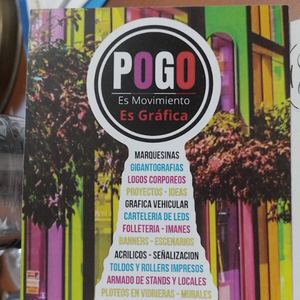 POGO
Es Movimiento
Es Gráfica
MARQUESINAS
GIGANTOGRAFIAS
LOGOS CORPOREOS
PROYECTOS - IDEAS
GRAFICA VEHICULAR
CARTELERIA DE LEDS
FOLLETERIA - IMANES
BANNERS - ESCENARIOS
ACRILICOS - SEÑALIZACION
TOLDOS Y ROLLERS IMPRESOS
ARMADO DE STANDS Y LOCALES
PLOTEOS EN VIDRIERAS - MURALES